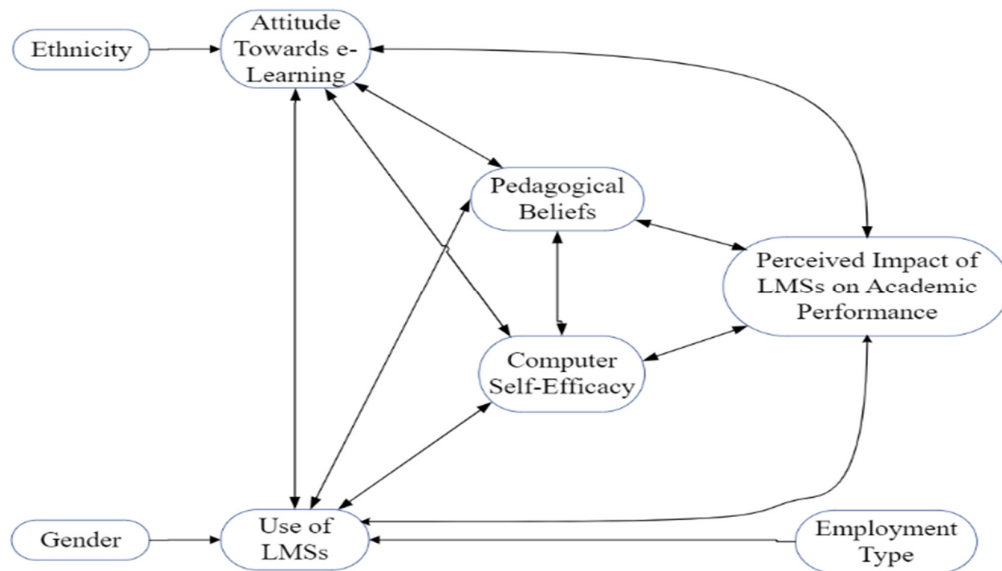 Ethnicity
Attitude
Towards e-
Learning
Pedagogical
Beliefs
Perceived Impact of
LMSs on Academic
Performance
Computer
Self-Efficacy
Gender
Use of
LMSs
Employment
Type